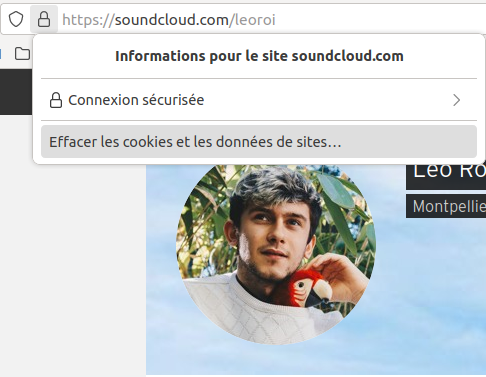 https://soundcloud.com/leoroi
Informations pour le site soundcloud.com
Connexion sécurisée
Effacer les cookies et les données de sites…
Léo Ro
Montpellie